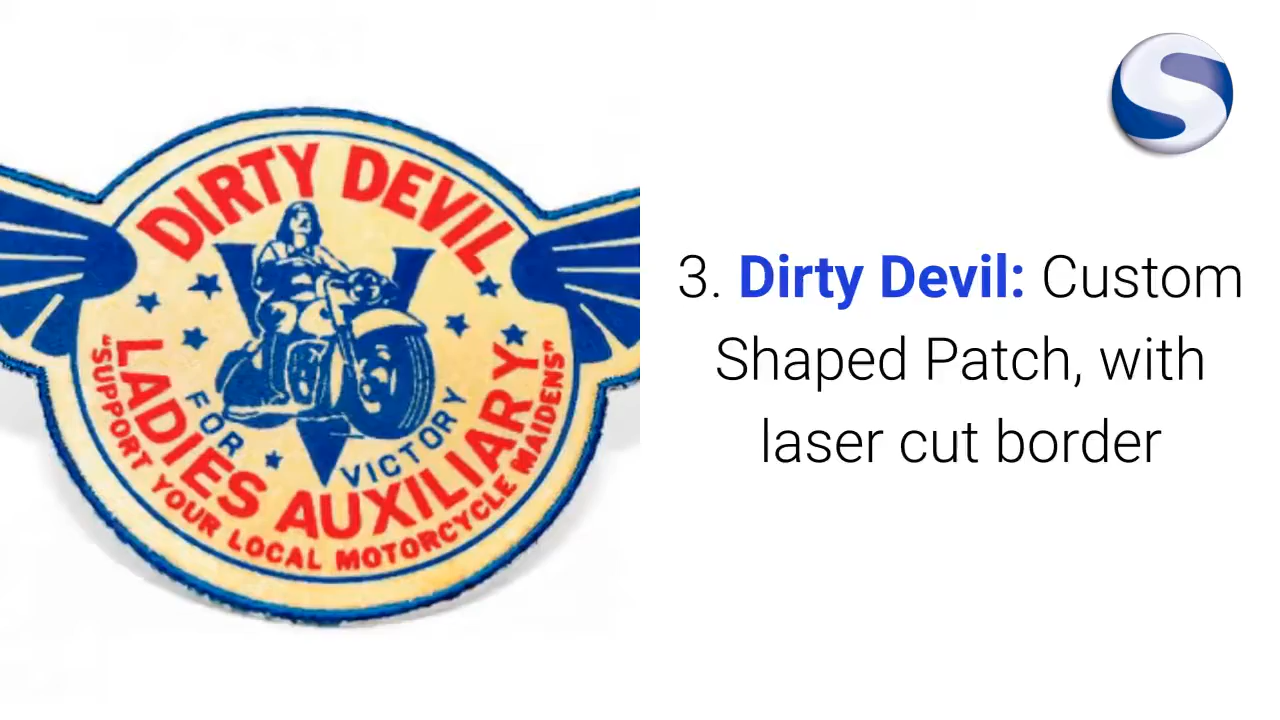 DIRTY DEVIL
FOR VICTORY
LADIES AUXILIARY
"SUPPORT YOUR LOCAL MOTORCYCLE MAIDENS"
S
3. Dirty Devil: Custom
Shaped Patch, with
laser cut border